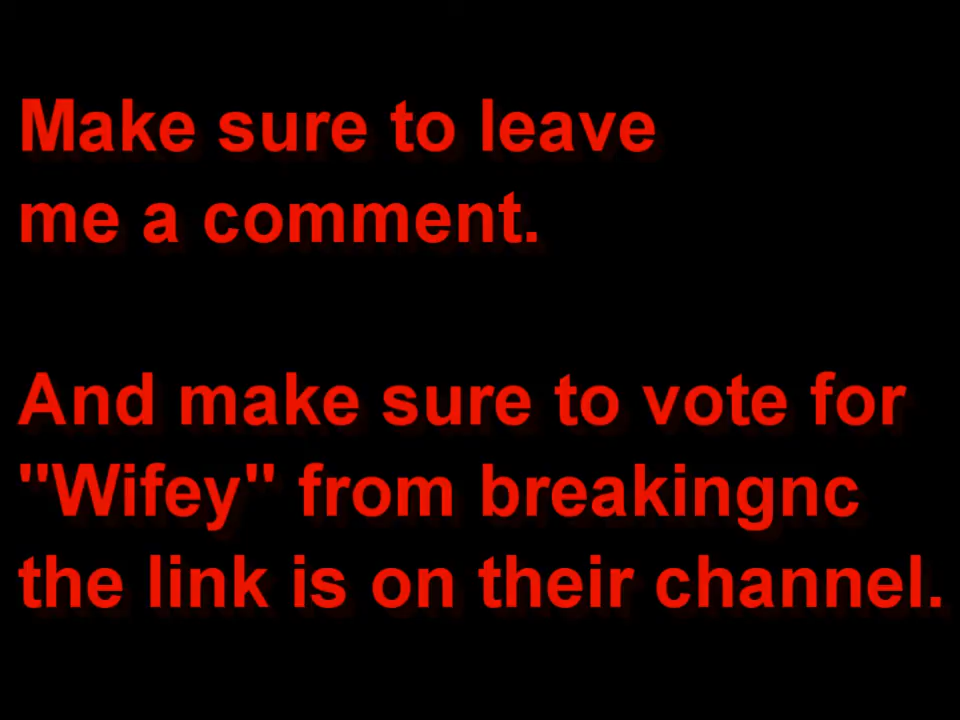 Make sure to leave
me a comment.
And make sure to vote for
"Wifey" from breakingnc
the link is on their channel.